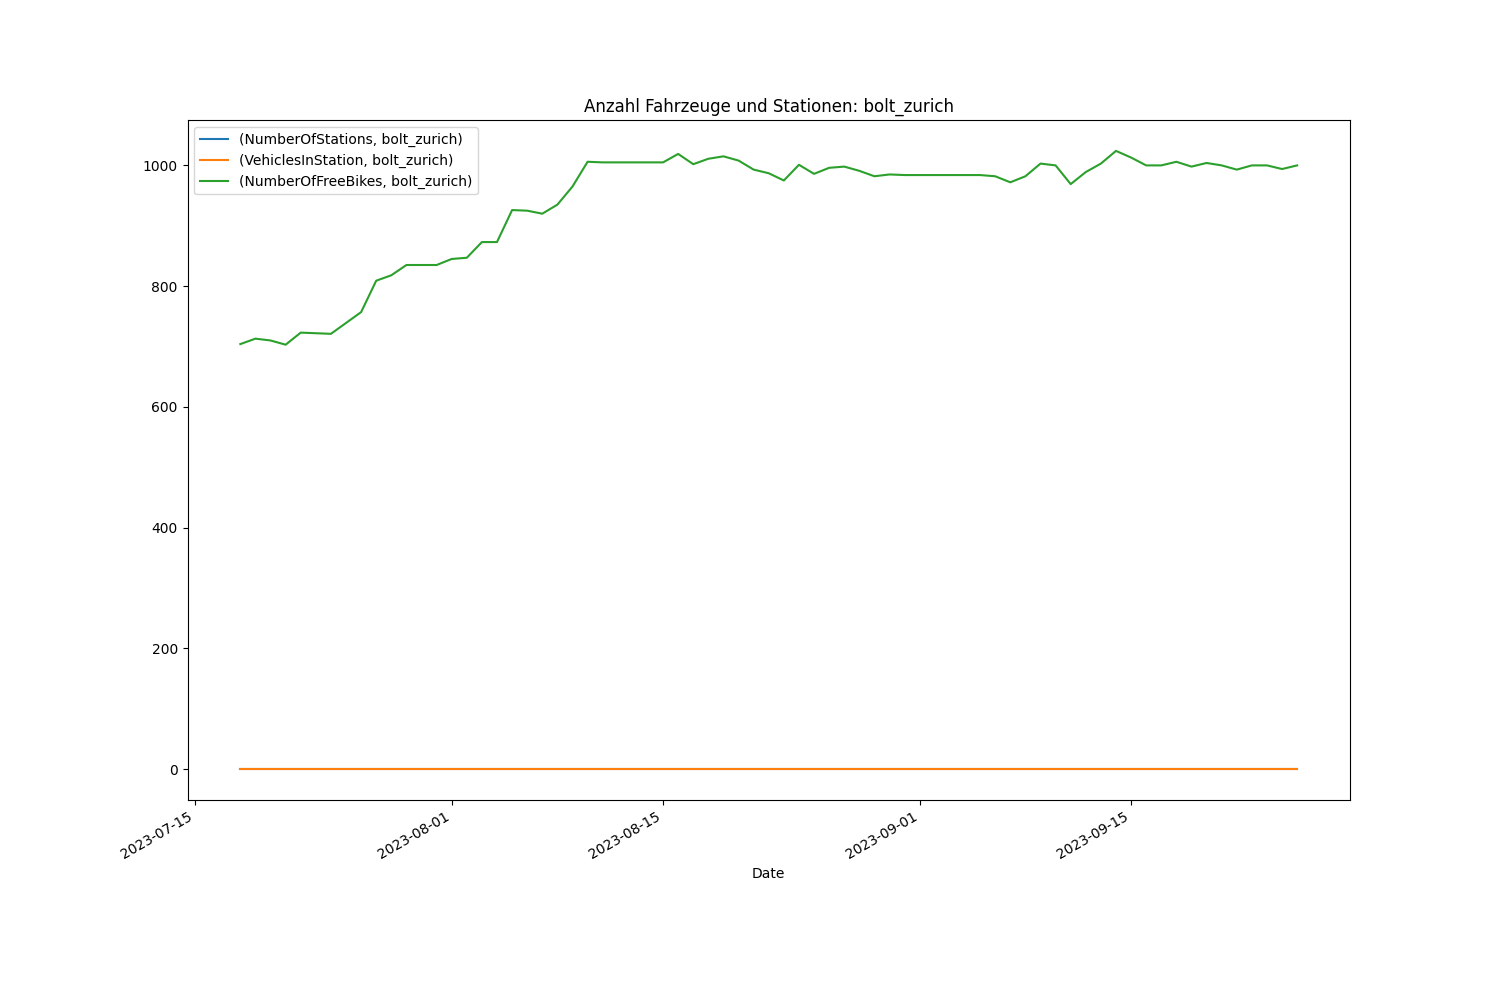 Anzahl Fahrzeuge und Stationen: bolt_zurich
(NumberOfStations, bolt_zurich)
(VehiclesInStation, bolt_zurich)
(NumberOfFreeBikes, bolt_zurich)
1000
800
600
400
200
0
2023-07-15
2023-08-01
2023-08-15
2023-09-01
2023-09-15
Date